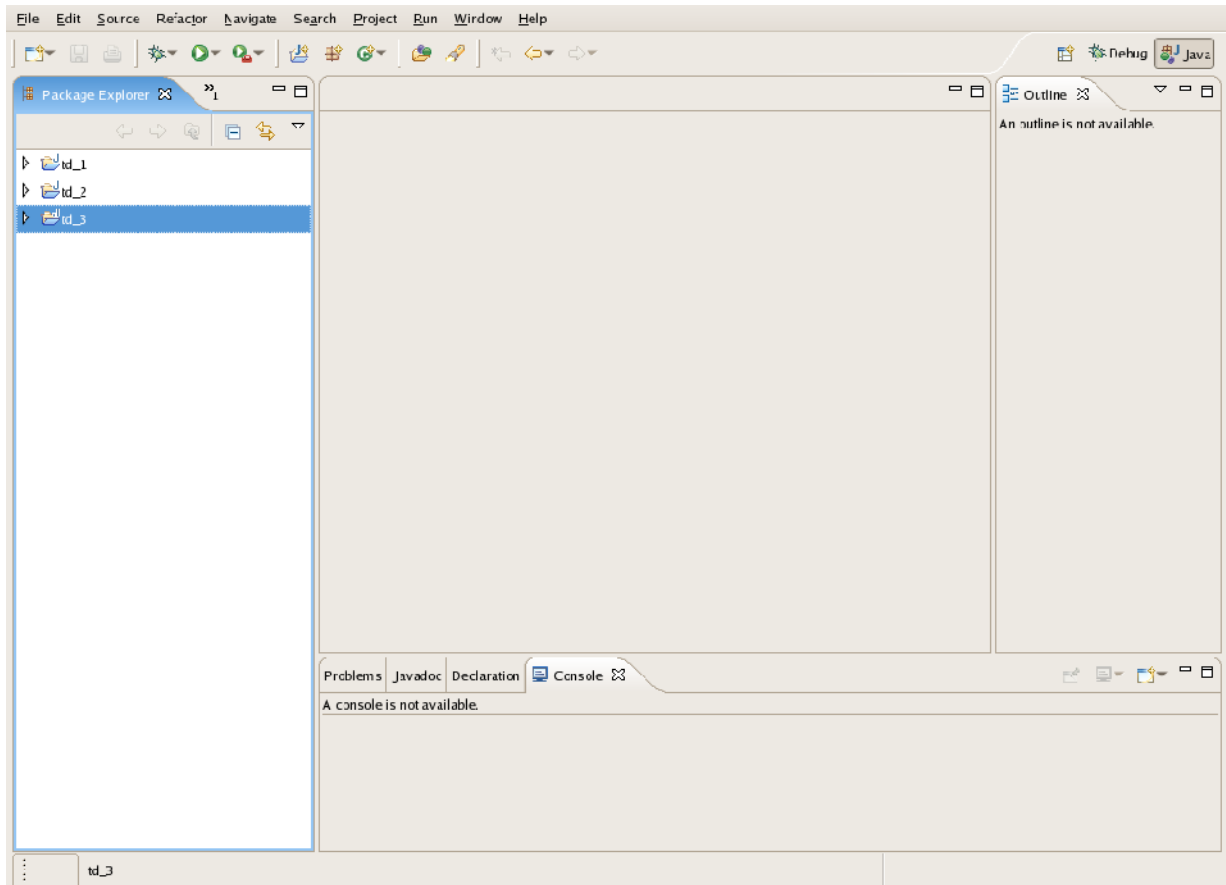 File Edit Source Refactor Navigate Search Project Run Window Help
Debug Java
Package Explorer »1
Outline
An outline is not available.
td_1
td_2
td_3
Problems Javadoc Declaration Console
A console is not available.
td_3